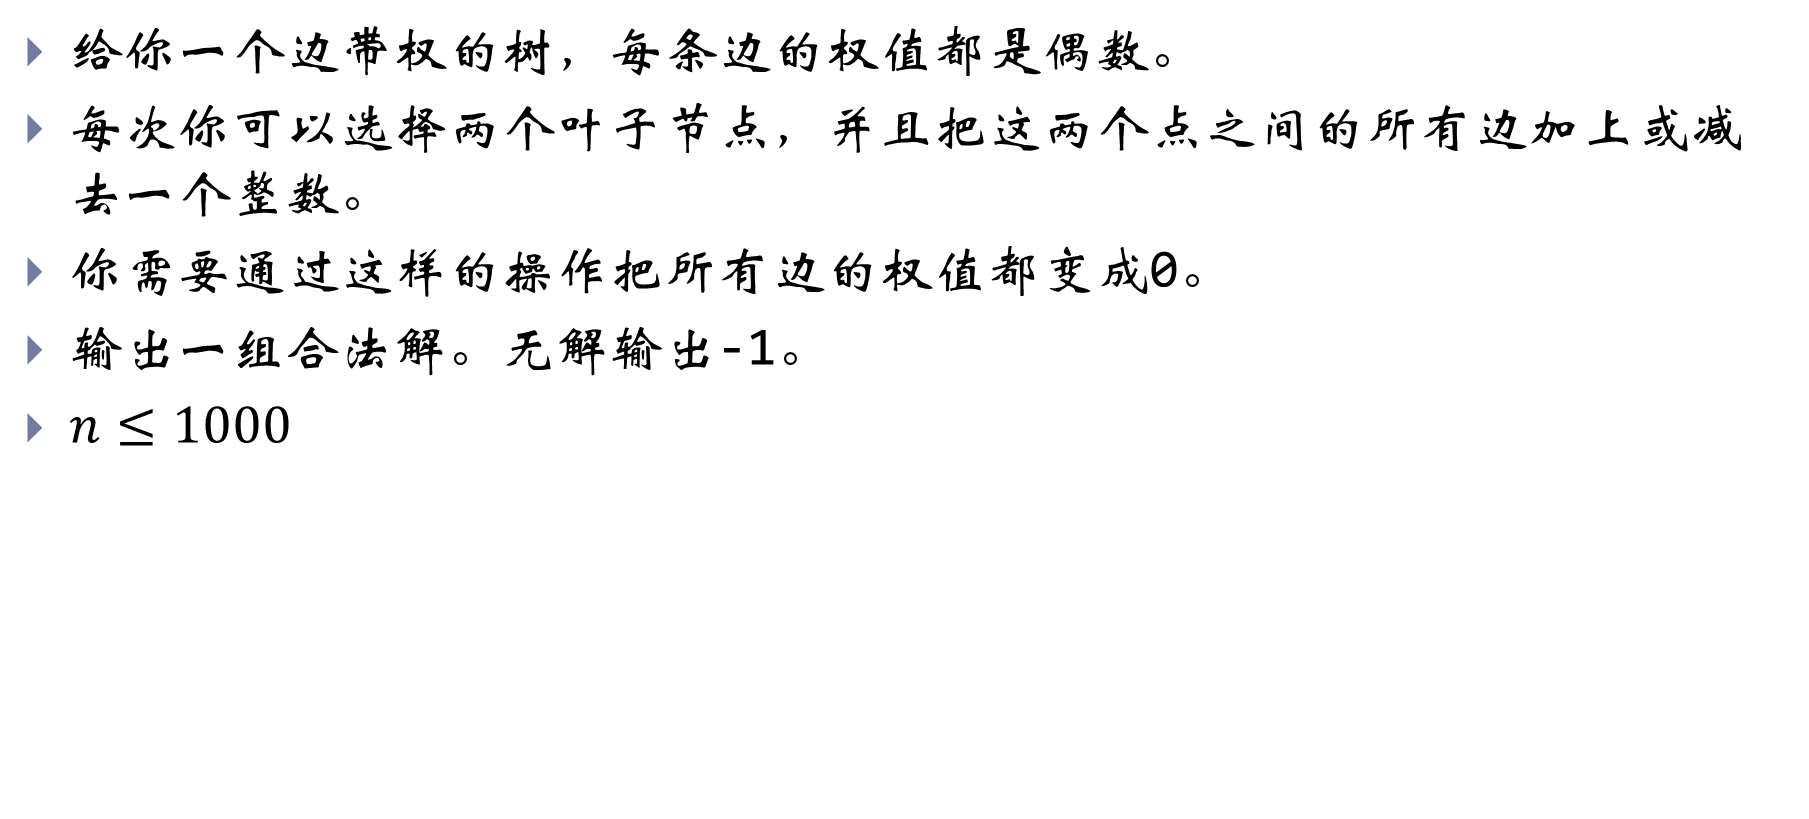 给你一个边带权的树，每条边的权值都是偶数。
每次你可以选择两个叶子节点，并且把这两个点之间的所有边加上或减
去一个整数。
你需要通过这样的操作把所有边的权值都变成0。
输出一组合法解。无解输出-1。
n ≤ 1000